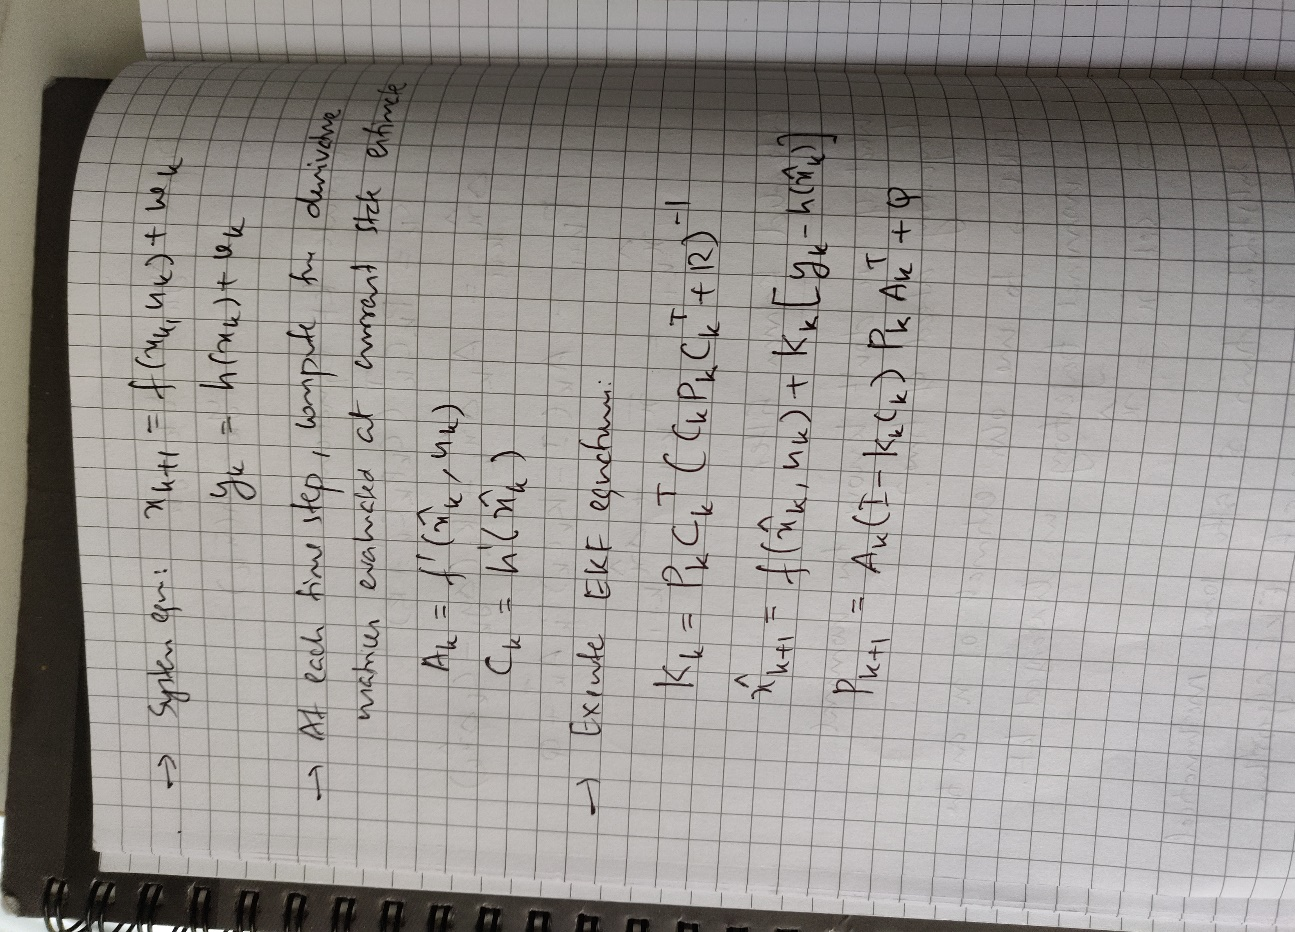 → System eqn: x_{k+1} = f(x_k, u_k) + w_k
y_k = h(x_k) + v_k
→ At each time step, compute the derivative
matrices evaluated at current state estimate
A_k = f'(x̂_k, u_k)
C_k = h'(x̂_k)
→ Execute EKF equations:
K_k = P_k C_k^T (C_k P_k C_k^T + R)^{-1}
x̂_{k+1} = f(x̂_k, u_k) + K_k [y_k - h(x̂_k)]
P_{k+1} = A_k (I - K_k C_k) P_k A_k^T + Q